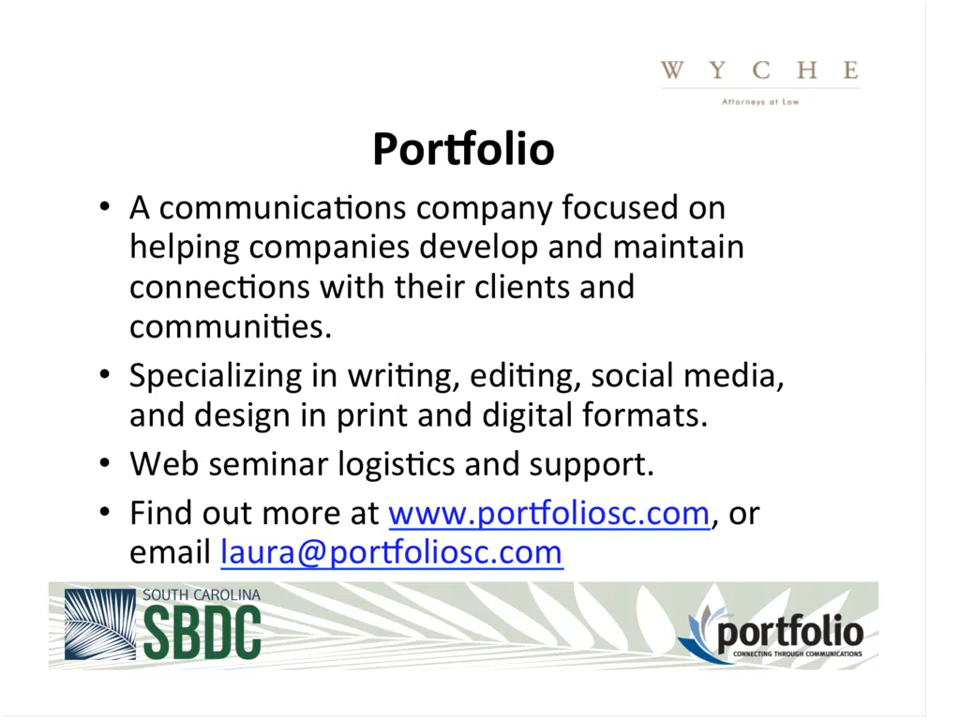 WYCHE
Attorneys at Law
Portfolio
• A communications company focused on
helping companies develop and maintain
connections with their clients and
communities.
• Specializing in writing, editing, social media,
and design in print and digital formats.
• Web seminar logistics and support.
• Find out more at www.portfoliosc.com, or
email laura@portfoliosc.com
SOUTH CAROLINA
SBDC
portfolio
CONNECTING THROUGH COMMUNICATIONS